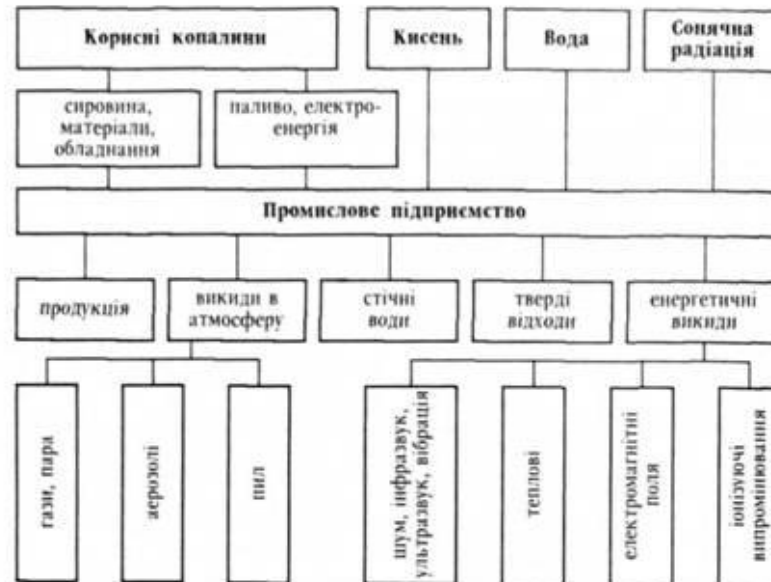 Корисні копалини
Кисень
Вода
Сонячна
радіація
сировина,
матеріали,
обладнання
паливо, електро-
енергія
Промислове підприємство
продукція
викиди в
атмосферу
стічні
води
тверді
відходи
енергетичні
викиди
гази, пара
аерозолі
пил
шум, інфразвук,
ультразвук, вібрація
теплові
електромагнітні
поля
іонізуючі
випромінювання